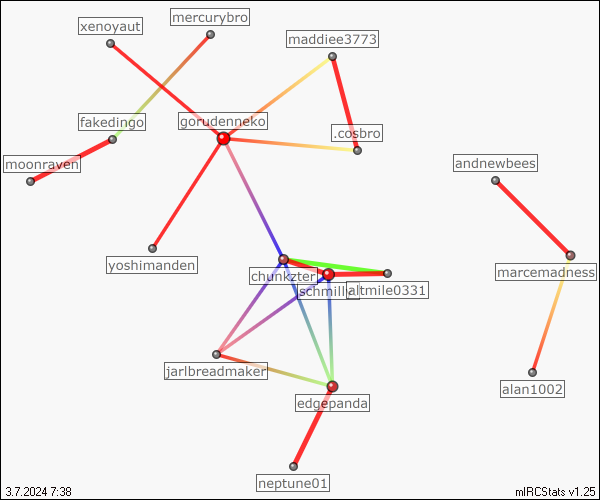 xenoyaut
mercurybro
maddiee3773
fakedingo
gorudenneko
.cosbro
moonraven
andnewbees
yoshimanden
marcemadness
chunkzter
altmile0331
jarlbreadmaker
alan1002
edgepanda
neptune01
3.7.2024 7:38
mIRCStats v1.25